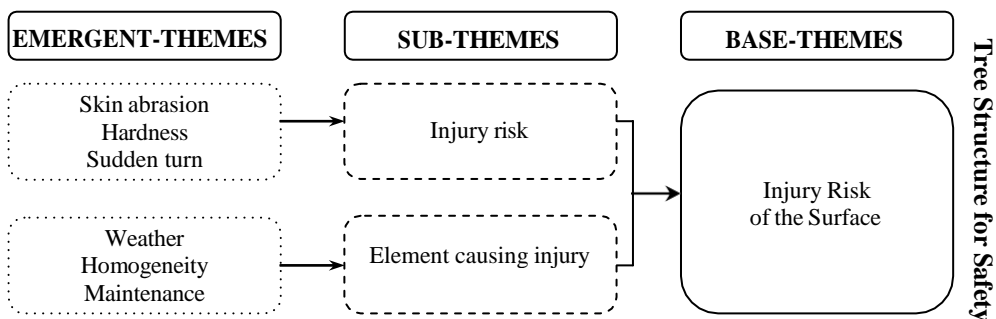 EMERGENT-THEMES
SUB-THEMES
BASE-THEMES
Skin abrasion
Hardness
Sudden turn
Injury risk
Weather
Homogeneity
Maintenance
Element causing injury
Injury Risk
of the Surface
Tree Structure for Safety